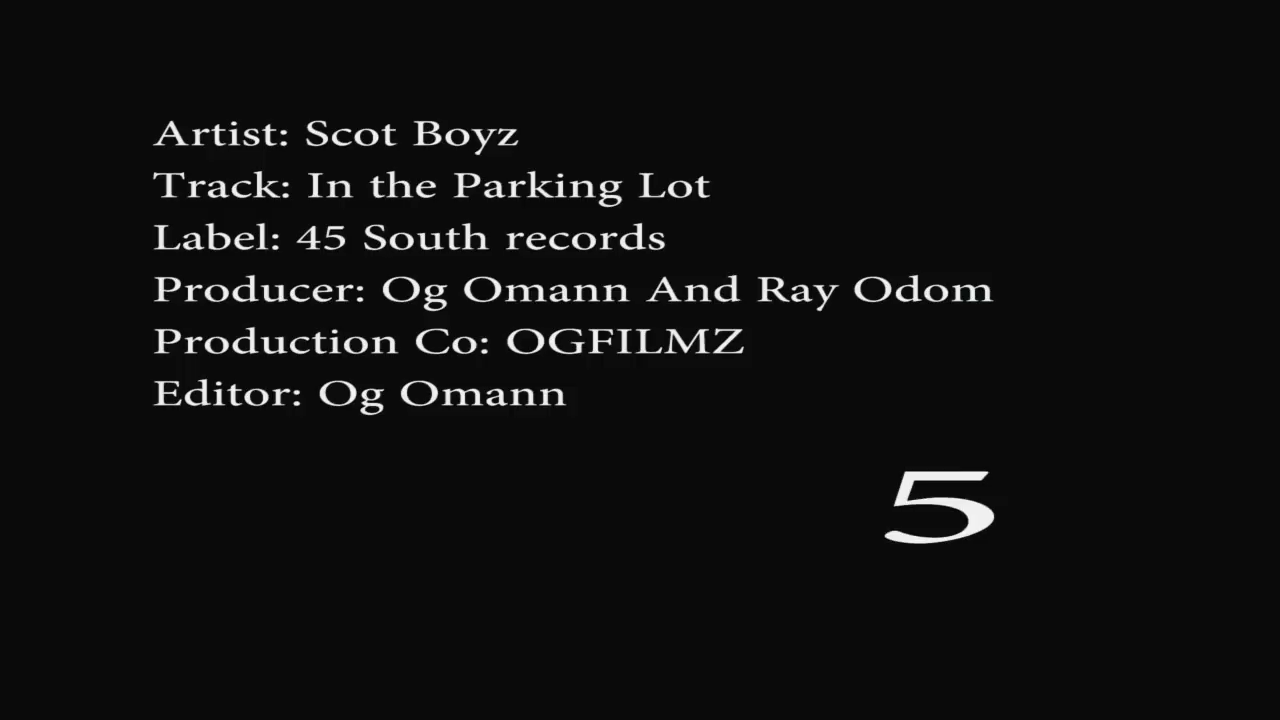 Artist: Scot Boyz
Track: In the Parking Lot
Label: 45 South records
Producer: Og Omann And Ray Odom
Production Co: OGFILMZ
Editor: Og Omann
5